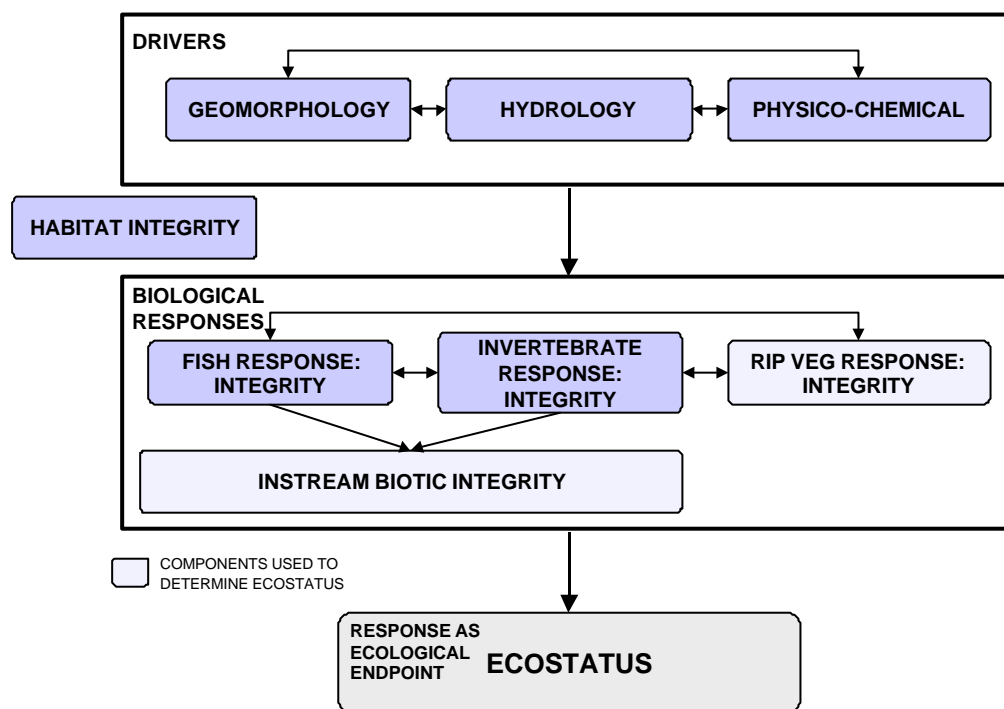 DRIVERS
GEOMORPHOLOGY
HYDROLOGY
PHYSICO-CHEMICAL
HABITAT INTEGRITY
BIOLOGICAL
RESPONSES
FISH RESPONSE:
INTEGRITY
INVERTEBRATE
RESPONSE:
INTEGRITY
RIP VEG RESPONSE:
INTEGRITY
INSTREAM BIOTIC INTEGRITY
COMPONENTS USED TO
DETERMINE ECOSTATUS
RESPONSE AS
ECOLOGICAL
ENDPOINT
ECOSTATUS